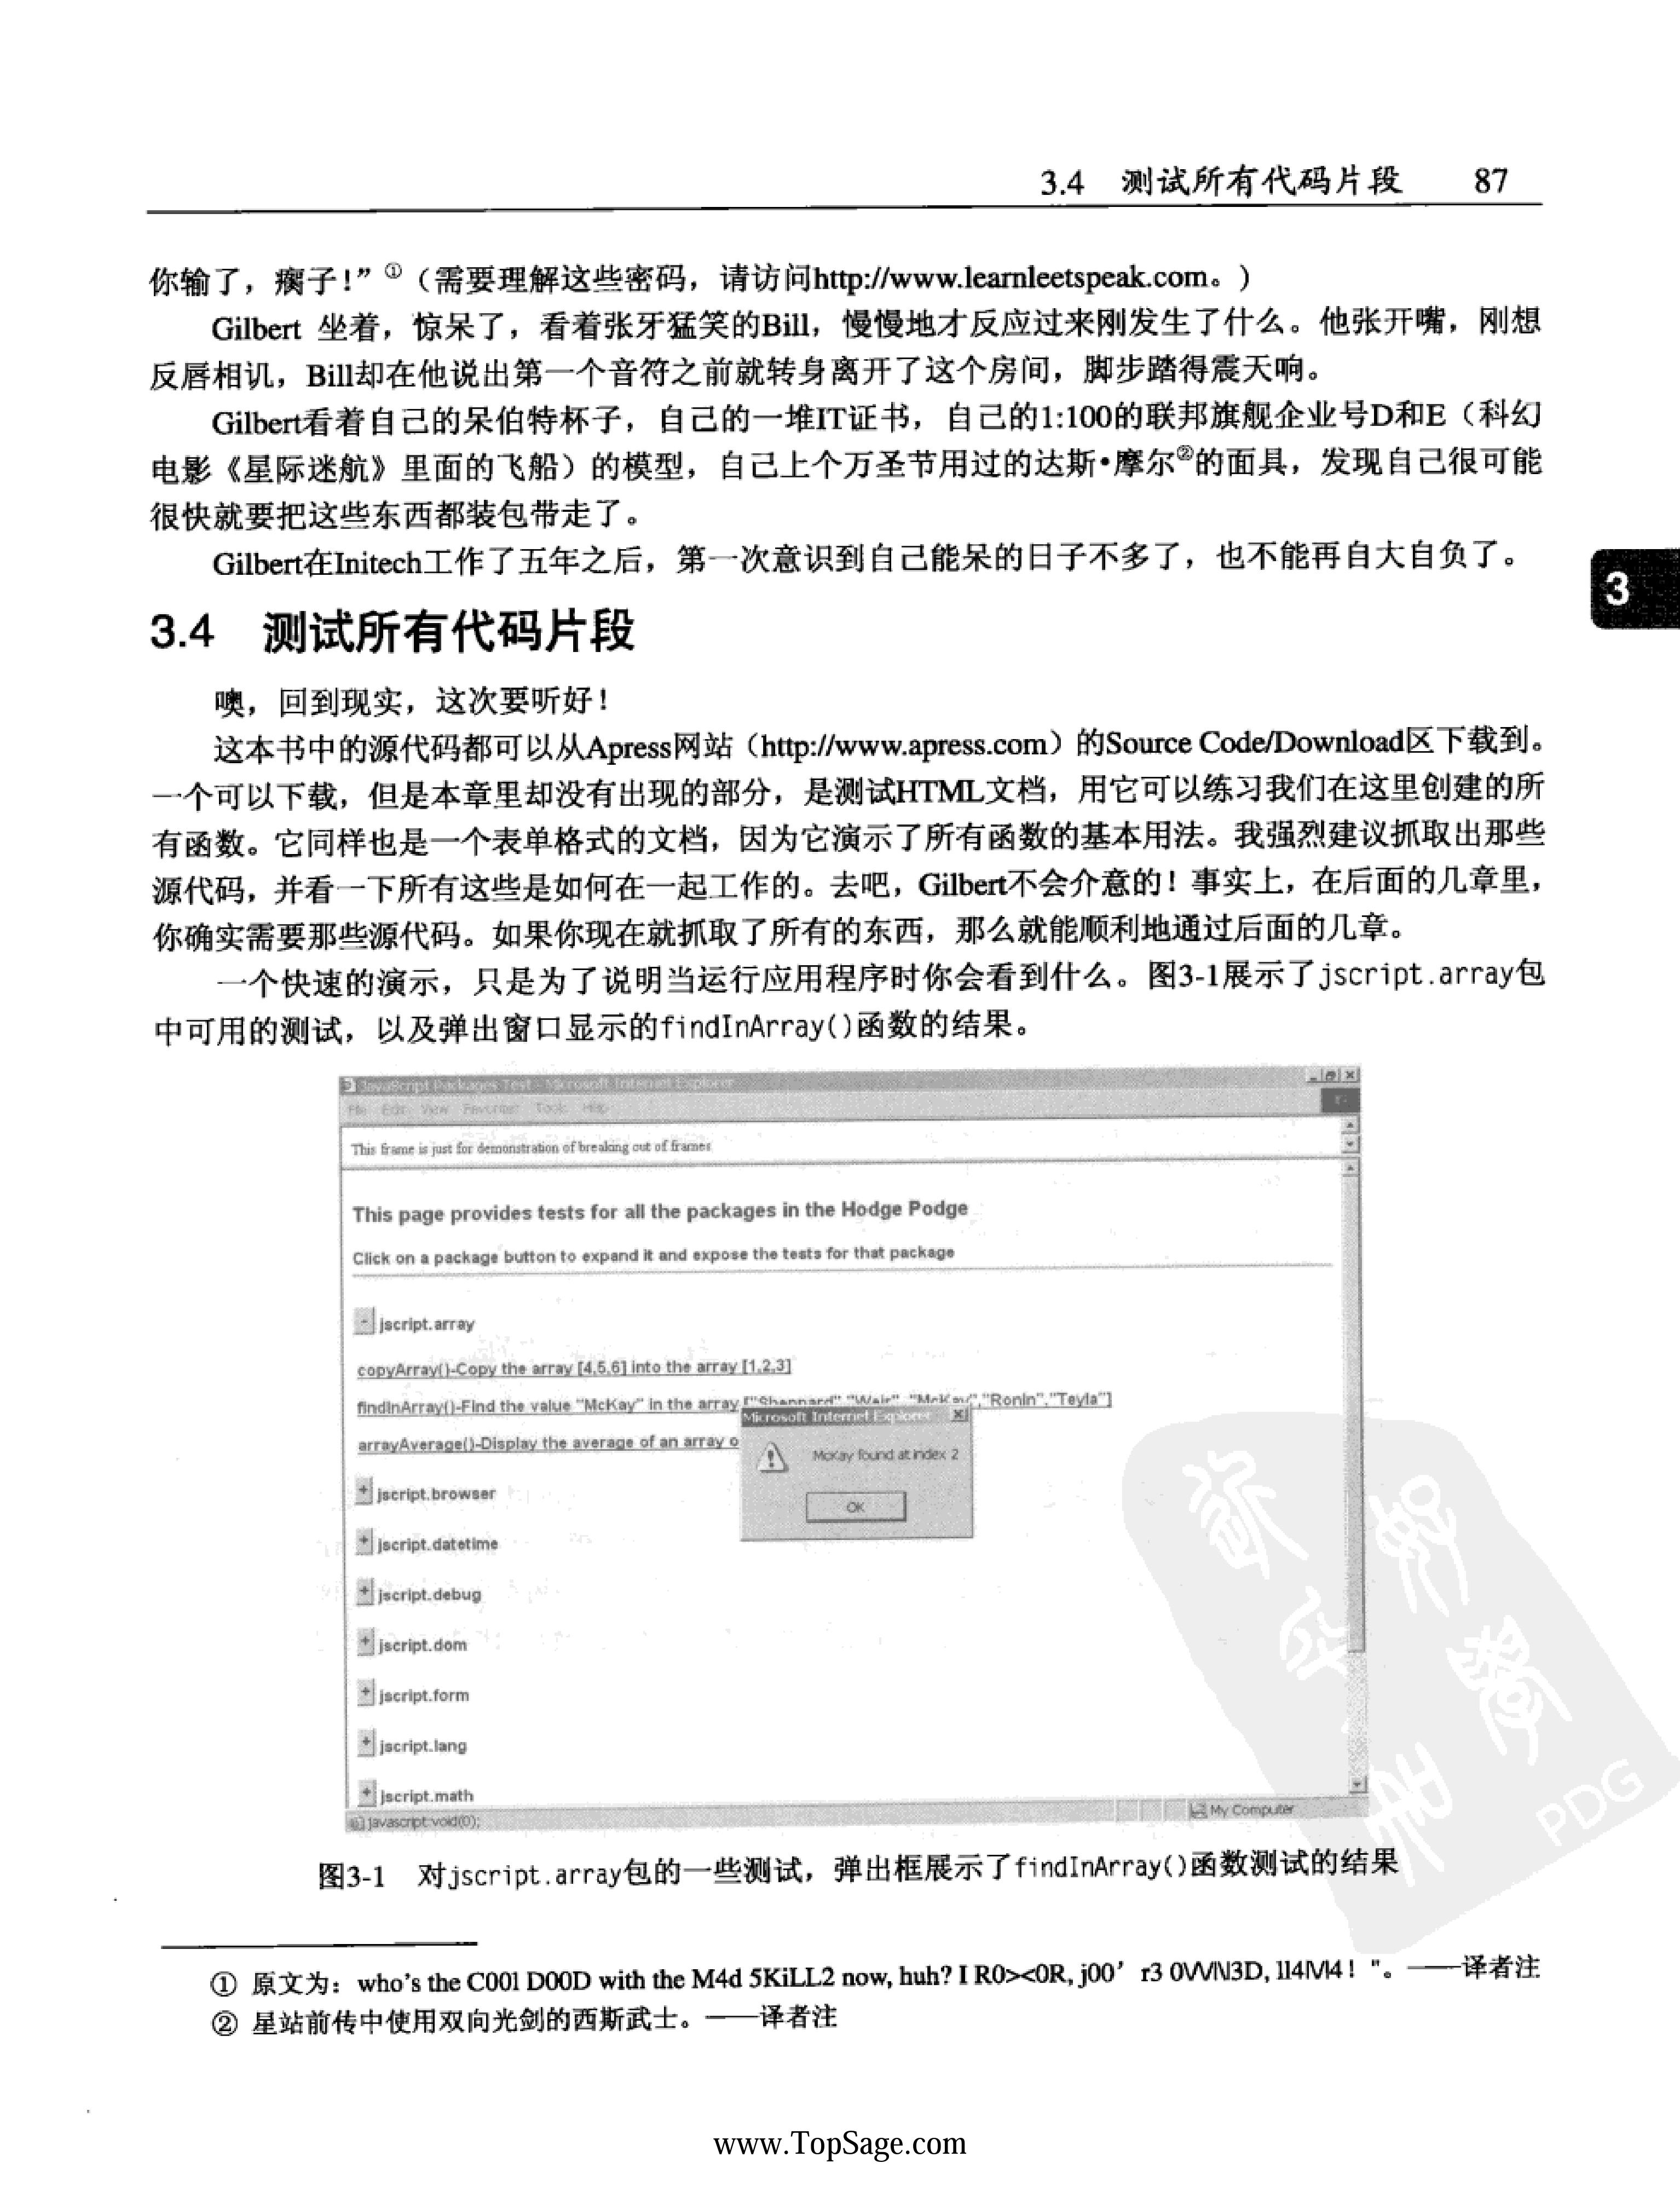 3.4 测试所有代码片段 87
你输了，瘸子！”①（需要理解这些密码，请访问http://www.learnleetspeak.com。）
Gilbert 坐着，惊呆了，看着张牙猛笑的Bill，慢慢地才反应过来刚发生了什么。他张开嘴，刚想
反唇相讥，Bill却在他说出第一个音符之前就转身离开了这个房间，脚步踏得震天响。
Gilbert看着自己的呆伯特杯子，自己的一堆IT证书，自己的1:100的联邦旗舰企业号D和E（科幻
电影《星际迷航》里面的飞船）的模型，自己上个万圣节用过的达斯•摩尔②的面具，发现自己很可能
很快就要把这些东西都装包带走了。
Gilbert在Initech工作了五年之后，第一次意识到自己能呆的日子不多了，也不能再自大自负了。
3
3.4 测试所有代码片段
噢，回到现实，这次要听好！
这本书中的源代码都可以从Apress网站（http://www.apress.com）的Source Code/Download区下载到。
一个可以下载，但是本章里却没有出现的部分，是测试HTML文档，用它可以练习我们在这里创建的所
有函数。它同样也是一个表单格式的文档，因为它演示了所有函数的基本用法。我强烈建议抓取出那些
源代码，并看一下所有这些是如何在一起工作的。去吧，Gilbert不会介意的！事实上，在后面的几章里，
你确实需要那些源代码。如果你现在就抓取了所有的东西，那么就能顺利地通过后面的几章。
一个快速的演示，只是为了说明当运行应用程序时你会看到什么。图3-1展示了jscript.array包
中可用的测试，以及弹出窗口显示的findInArray()函数的结果。
JavaScript Packages Test - Microsoft Internet Explorer
File Edit View Favorites Tools Help
This frame is just for demonstration of breaking out of frames
This page provides tests for all the packages in the Hodge Podge
Click on a package button to expand it and expose the tests for that package
- jscript.array
copyArray()-Copy the array [4,5,6] into the array [1,2,3]
findInArray()-Find the value "McKay" in the array ["Sheppard","Weir","McKay","Ronin","Teyla"]
arrayAverage()-Display the average of an array o
Microsoft Internet Explorer
McKay found at index 2
OK
+ jscript.browser
+ jscript.datetime
+ jscript.debug
+ jscript.dom
+ jscript.form
+ jscript.lang
+ jscript.math
javascript:void(0);
My Computer
PDG
图3-1 对jscript.array包的一些测试，弹出框展示了findInArray()函数测试的结果
① 原文为：who's the C00l D00D with the M4d 5KiLL2 now, huh? I R0><0R, j00' r3 0VVN3D, ll4M4！"。——译者注
② 星站前传中使用双向光剑的西斯武士。——译者注
www.TopSage.com